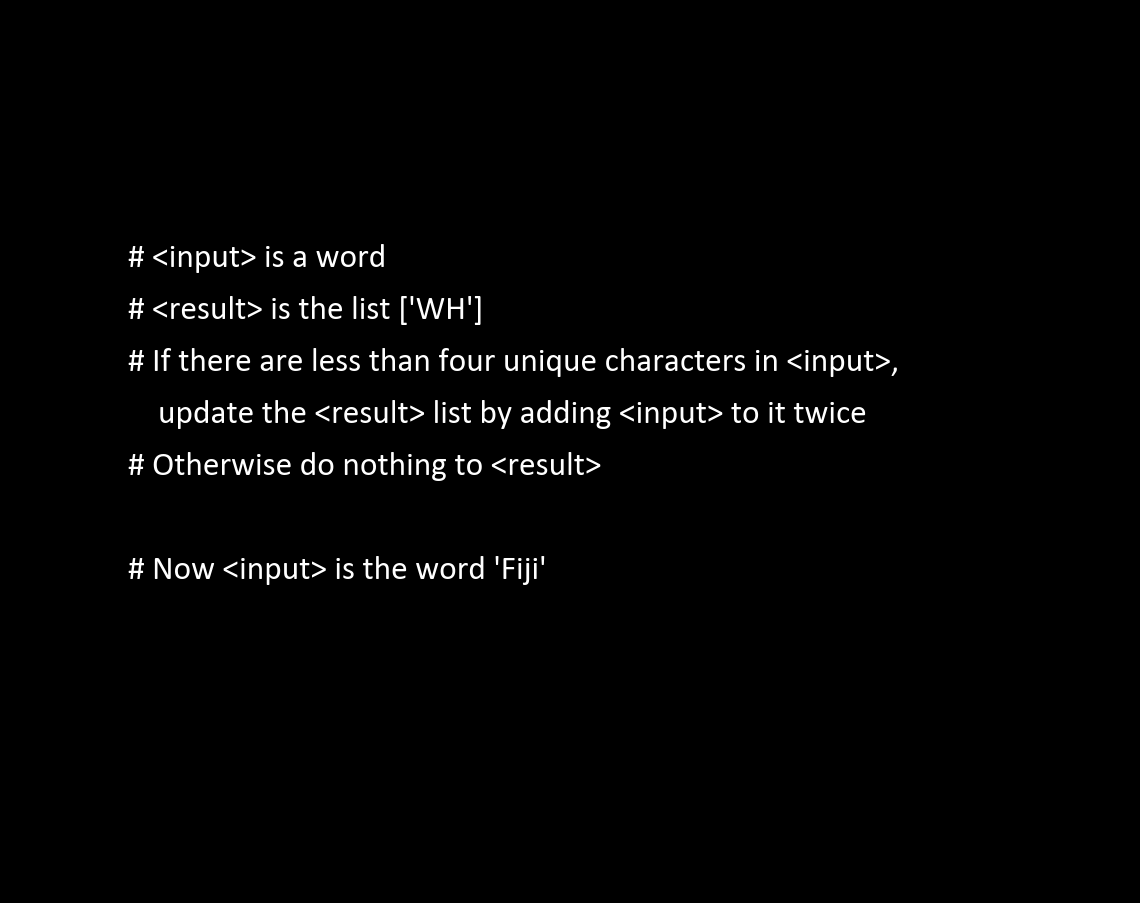 # <input> is a word
# <result> is the list ['WH']
# If there are less than four unique characters in <input>,
update the <result> list by adding <input> to it twice
# Otherwise do nothing to <result>
# Now <input> is the word 'Fiji'